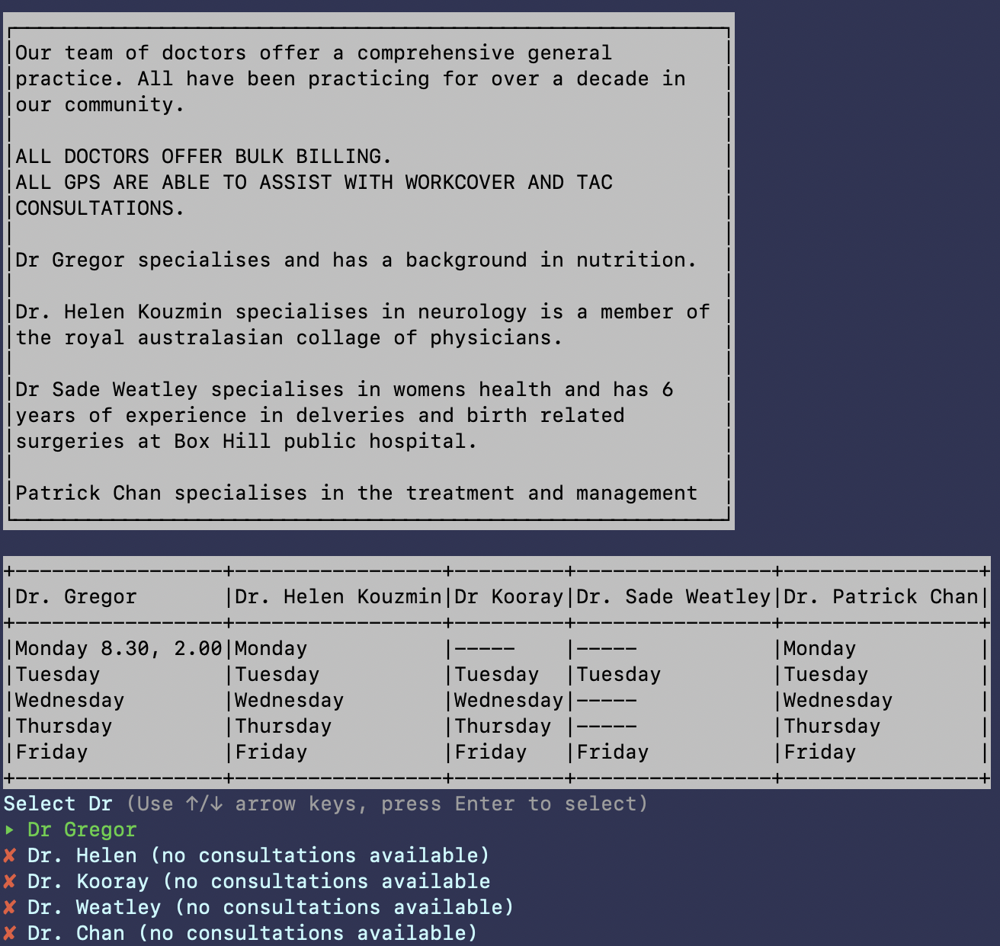 Our team of doctors offer a comprehensive general
practice. All have been practicing for over a decade in
our community.
ALL DOCTORS OFFER BULK BILLING.
ALL GPS ARE ABLE TO ASSIST WITH WORKCOVER AND TAC
CONSULTATIONS.
Dr Gregor specialises and has a background in nutrition.
Dr. Helen Kouzmin specialises in neurology is a member of
the royal australasian collage of physicians.
Dr Sade Weatley specialises in womens health and has 6
years of experience in delveries and birth related
surgeries at Box Hill public hospital.
Patrick Chan specialises in the treatment and management
+-----------------+-----------------+---------+----------------+----------------+
|Dr. Gregor       |Dr. Helen Kouzmin|Dr Kooray|Dr. Sade Weatley|Dr. Patrick Chan|
+-----------------+-----------------+---------+----------------+----------------+
|Monday 8.30, 2.00|Monday           |-----    |-----           |Monday          |
|Tuesday          |Tuesday          |Tuesday  |Tuesday         |Tuesday         |
|Wednesday        |Wednesday        |Wednesday|-----           |Wednesday       |
|Thursday         |Thursday         |Thursday |-----           |Thursday        |
|Friday           |Friday           |Friday   |Friday          |Friday          |
+-----------------+-----------------+---------+----------------+----------------+
Select Dr (Use ↑/↓ arrow keys, press Enter to select)
‣ Dr Gregor
✘ Dr. Helen (no consultations available)
✘ Dr. Kooray (no consultations available
✘ Dr. Weatley (no consultations available)
✘ Dr. Chan (no consultations available)